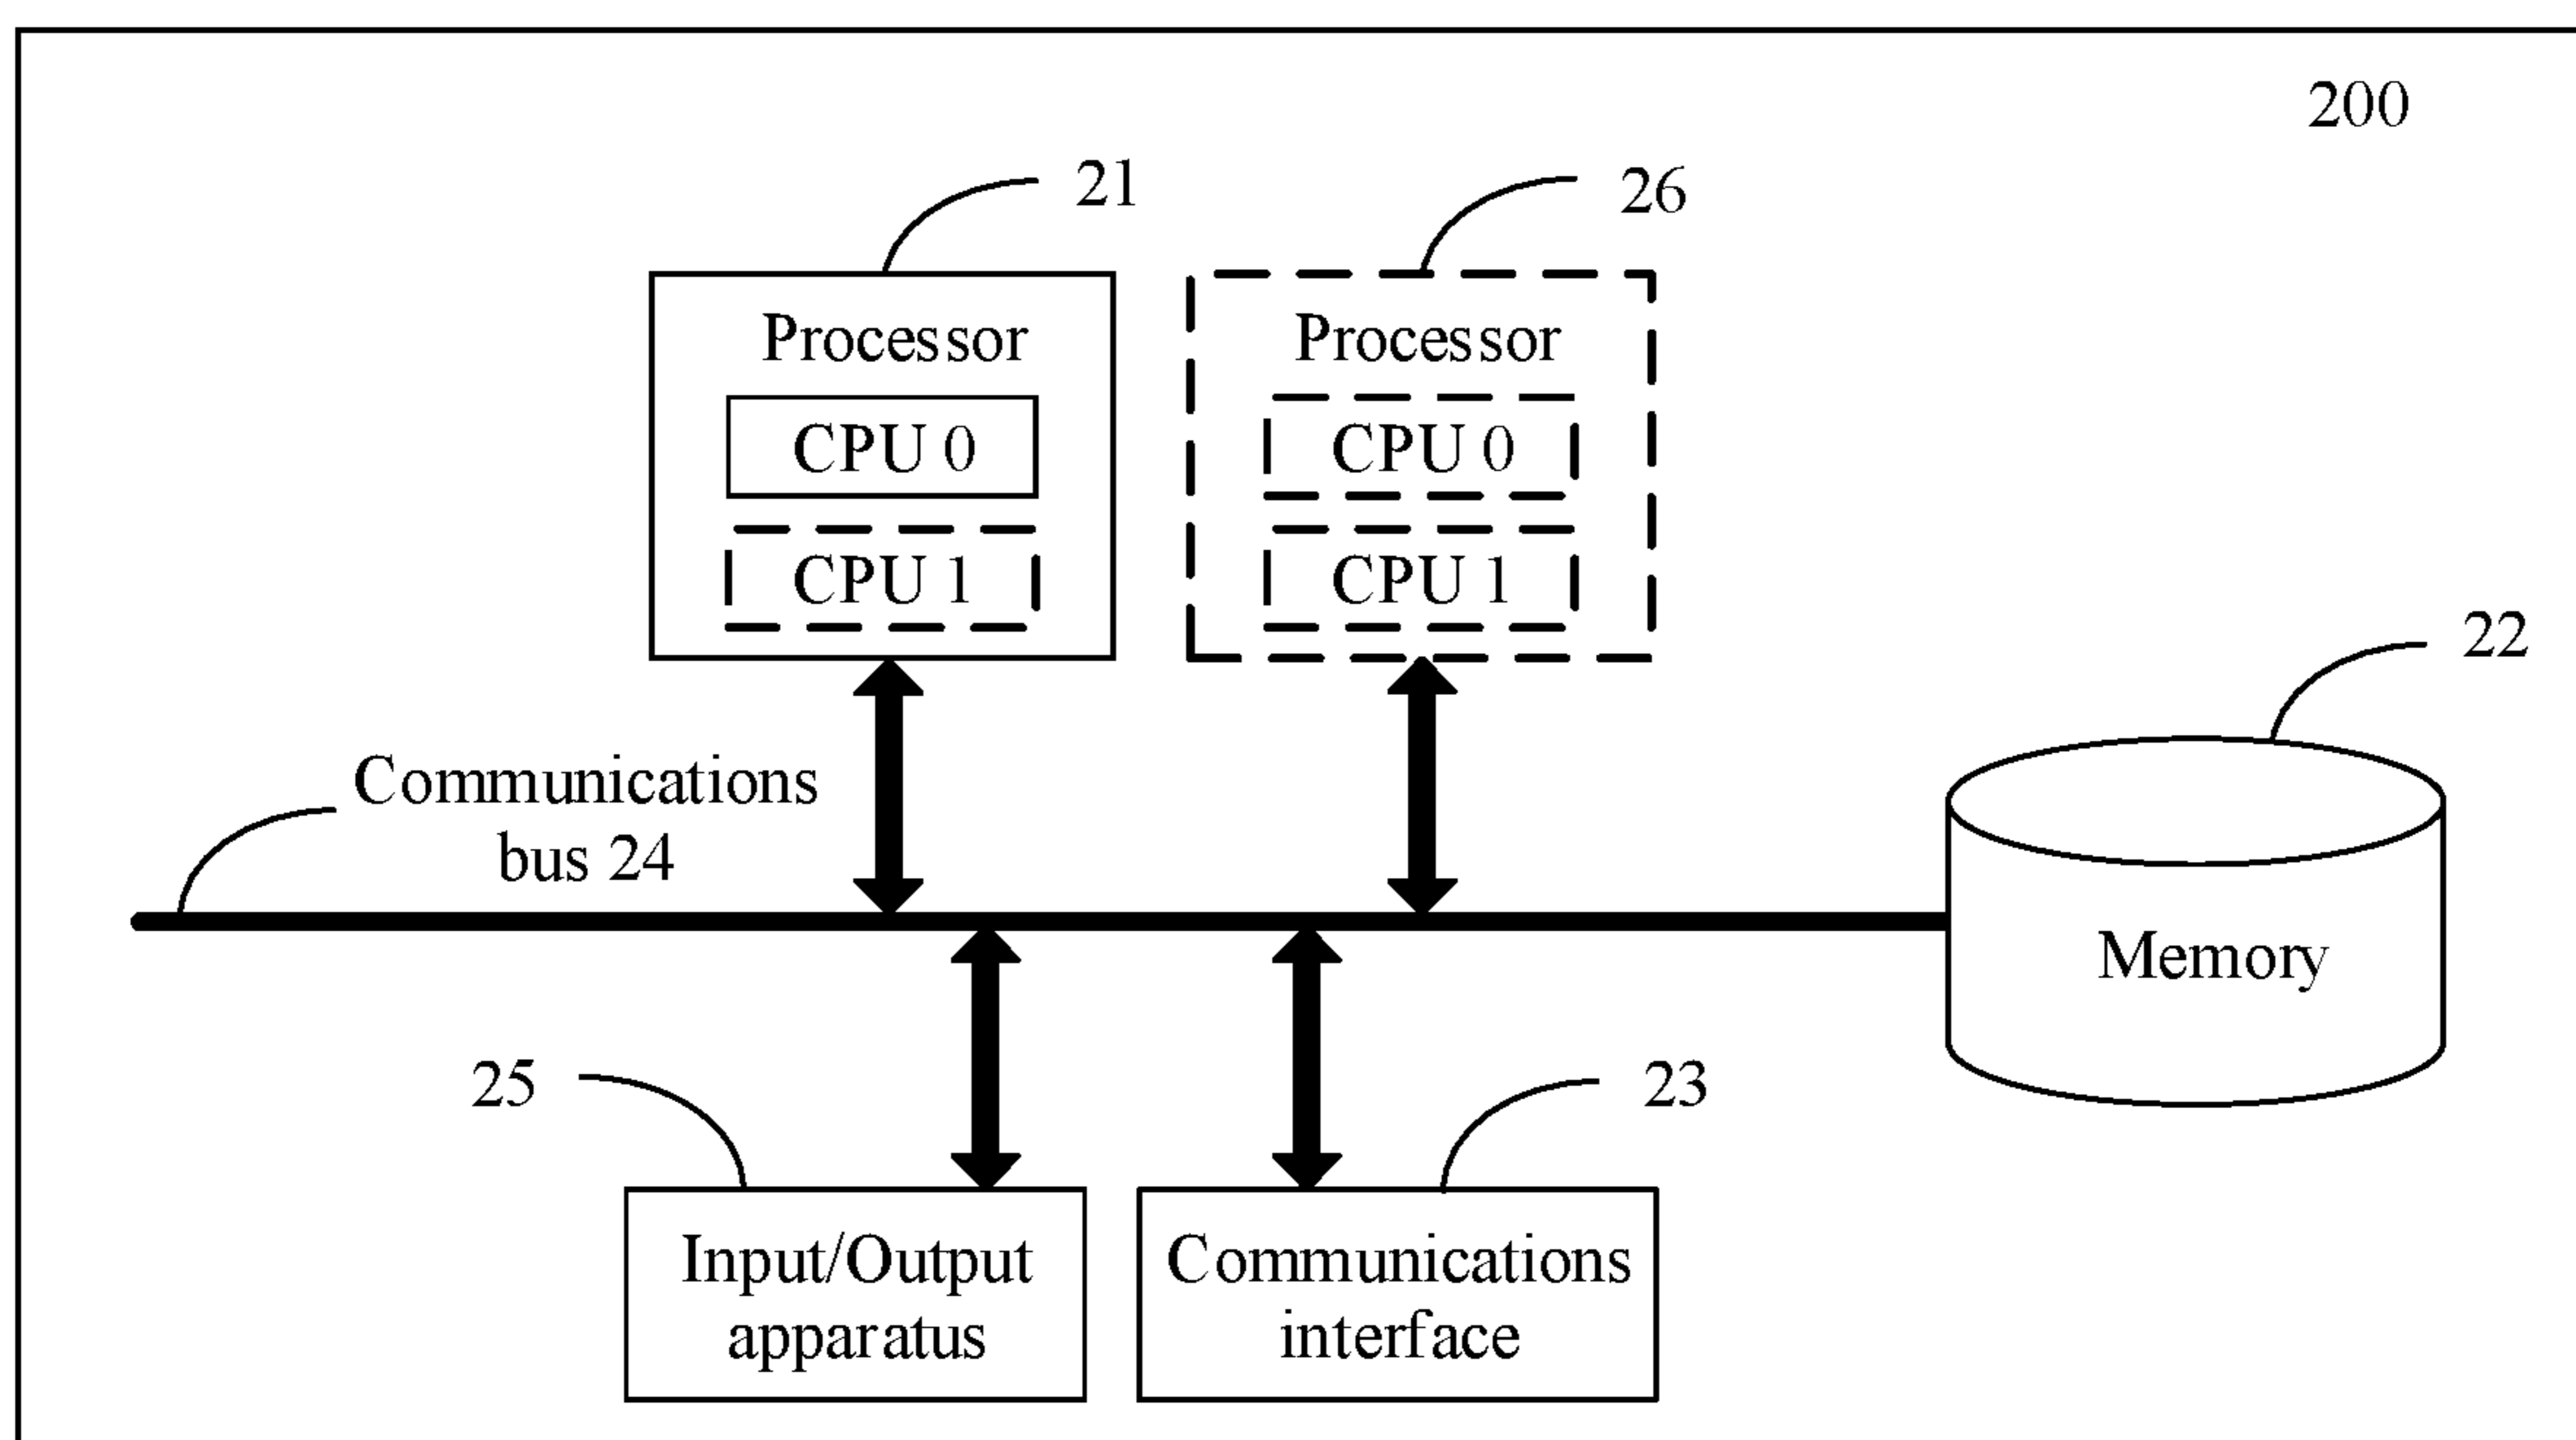 200
21
26
Processor
Processor
CPU 0
CPU 0
CPU 1
CPU 1
22
Communications
bus 24
Memory
25
23
Input/Output
apparatus
Communications
interface